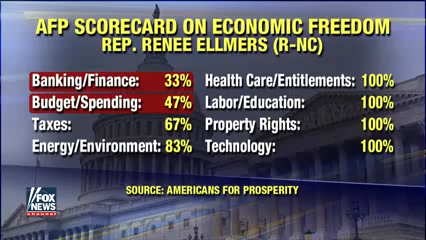 AFP SCORECARD ON ECONOMIC FREEDOM
REP. RENEE ELLMERS (R-NC)
Banking/Finance: 33%
Budget/Spending: 47%
Taxes: 67%
Energy/Environment: 83%
Health Care/Entitlements: 100%
Labor/Education: 100%
Property Rights: 100%
Technology: 100%
SOURCE: AMERICANS FOR PROSPERITY
FOX
NEWS
channel